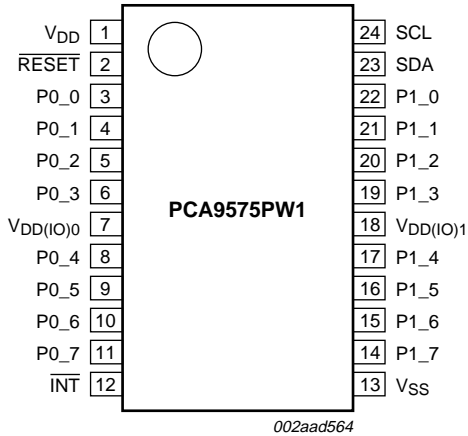 VDD 1 24 SCL
RESET 2 23 SDA
P0_0 3 22 P1_0
P0_1 4 21 P1_1
P0_2 5 20 P1_2
P0_3 6 19 P1_3
PCA9575PW1
VDD(IO)0 7 18 VDD(IO)1
P0_4 8 17 P1_4
P0_5 9 16 P1_5
P0_6 10 15 P1_6
P0_7 11 14 P1_7
INT 12 13 VSS
002aad564